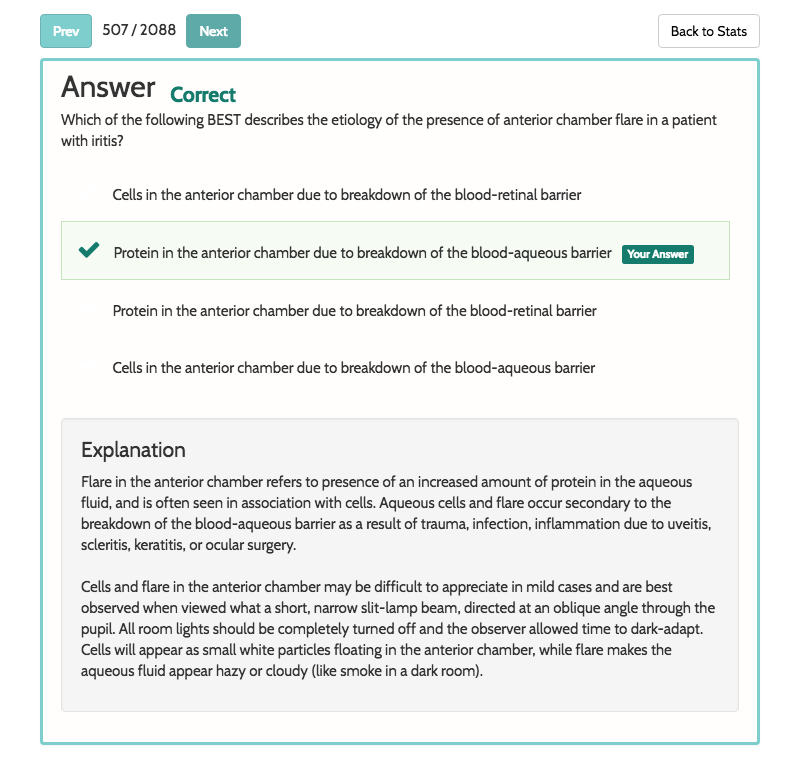 Prev 507 / 2088 Next Back to Stats
Answer Correct
Which of the following BEST describes the etiology of the presence of anterior chamber flare in a patient
with iritis?
Cells in the anterior chamber due to breakdown of the blood-retinal barrier
Protein in the anterior chamber due to breakdown of the blood-aqueous barrier Your Answer
Protein in the anterior chamber due to breakdown of the blood-retinal barrier
Cells in the anterior chamber due to breakdown of the blood-aqueous barrier
Explanation
Flare in the anterior chamber refers to presence of an increased amount of protein in the aqueous
fluid, and is often seen in association with cells. Aqueous cells and flare occur secondary to the
breakdown of the blood-aqueous barrier as a result of trauma, infection, inflammation due to uveitis,
scleritis, keratitis, or ocular surgery.
Cells and flare in the anterior chamber may be difficult to appreciate in mild cases and are best
observed when viewed what a short, narrow slit-lamp beam, directed at an oblique angle through the
pupil. All room lights should be completely turned off and the observer allowed time to dark-adapt.
Cells will appear as small white particles floating in the anterior chamber, while flare makes the
aqueous fluid appear hazy or cloudy (like smoke in a dark room).